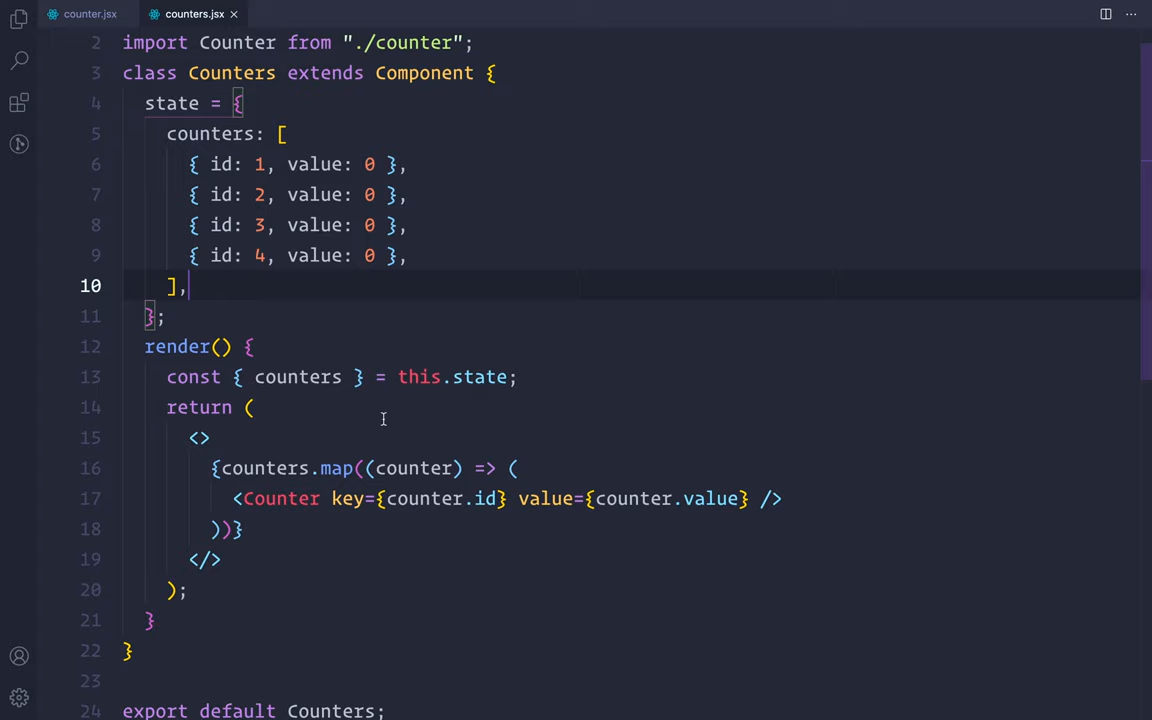 counter.jsx counters.jsx
2 import Counter from "./counter";
3 class Counters extends Component {
4 state = {
5 counters: [
6 { id: 1, value: 0 },
7 { id: 2, value: 0 },
8 { id: 3, value: 0 },
9 { id: 4, value: 0 },
10 ],
11 };
12 render() {
13 const { counters } = this.state;
14 return (
15 <>
16 {counters.map((counter) => (
17 <Counter key={counter.id} value={counter.value} />
18 ))}
19 </>
20 );
21 }
22 }
23
24 export default Counters;